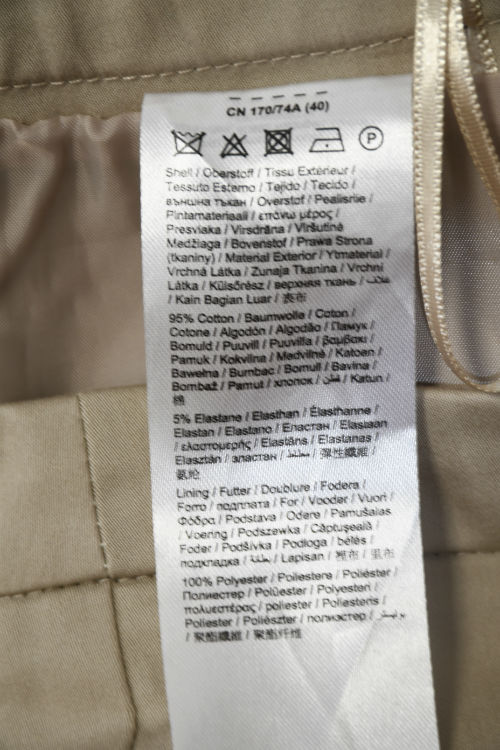 CN 170/74A (40)
P
Shell / Oberstoff / Tissu Extérieur /
Tessuto Esterno / Tejido / Tecido /
външна тъкан / Overstof / Pealisriie /
Pintamateriaali / επάνω μέρος /
Presviaka / Virsdrāna / Viršutinė
Medžiaga / Bovenstof / Prawa Strona
(tkaniny) / Material Exterior / Ytmaterial /
Vrchná Látka / Zunaja Tkanina / Vrchní
Látka / Külsőrész / верхняя ткань /
/ Kain Bagian Luar / 表布
95% Cotton / Baumwolle / Coton /
Cotone / Algodón / Algodão / Памук /
Bomuld / Puuvill / Puuvilla / βαμβάκι /
Pamuk / Kokvilna / Medvilnė / Katoen /
Bawełna / Bumbac / Bomull / Bavlna /
Bombaž / Pamut / хлопок / قطن / Katun /
棉
5% Elastane / Elasthan / Élasthanne /
Elastan / Elastano / Еластан / Elastaan
/ ελαστομερής / Elastāns / Elastanas /
Elasztán / эластан / / 彈性纖維 /
氨纶
Lining / Futter / Doublure / Fodera /
Forro / подплата / For / Vooder / Vuori /
Φόδρα / Podstava / Odere / Pamušalas
/ Voering / Podszewka / Căptușeală /
Foder / Podšívka / Podloga / bélés /
подкладка / بطانة / Lapisan / 裡布 / 里布
100% Polyester / Poliestere / Poliéster /
Полиестер / Polüester / Polyesteri /
πολυεστέρας / poliester / Poliesteris /
Poliester / Poliészter / полиэстер /
/ 聚酯纖維 / 聚酯纤维